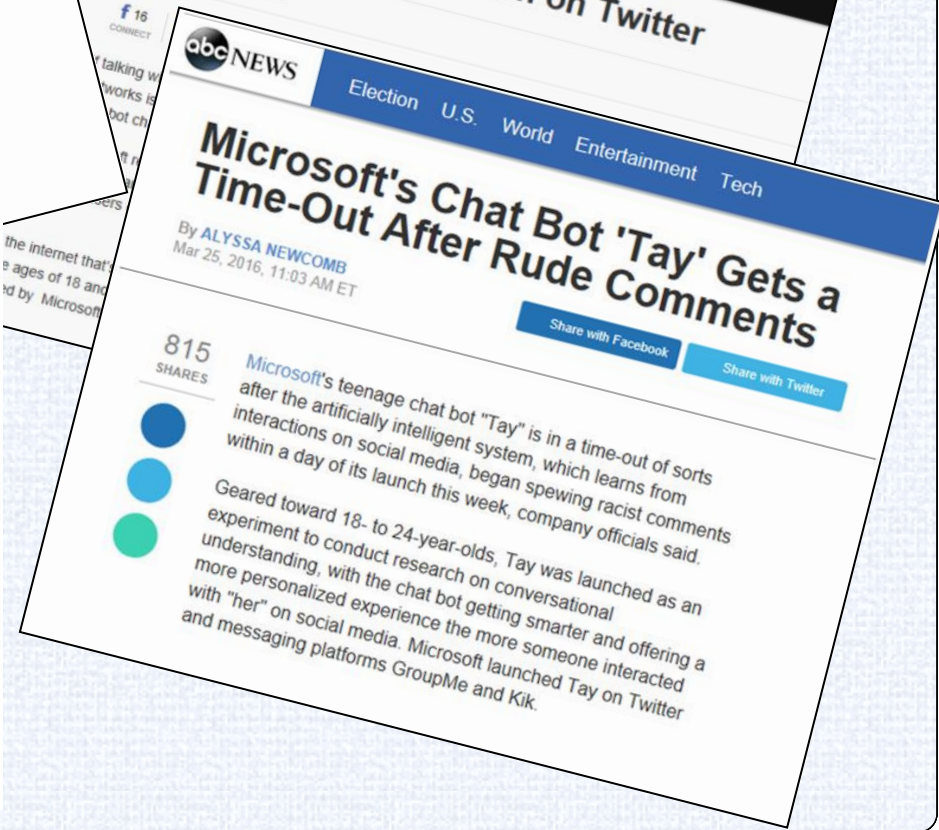 on Twitter
16
CONNECT
talking
bot
the internet that's
ages of 18 and
by Microsoft
abc NEWS
Election U.S. World Entertainment Tech
Microsoft's Chat Bot 'Tay' Gets a
Time-Out After Rude Comments
By ALYSSA NEWCOMB
Mar 25, 2016, 11:03 AM ET
Share with Facebook Share with Twitter
815
SHARES
Microsoft's teenage chat bot "Tay" is in a time-out of sorts
after the artificially intelligent system, which learns from
interactions on social media, began spewing racist comments
within a day of its launch this week, company officials said.
Geared toward 18- to 24-year-olds, Tay was launched as an
experiment to conduct research on conversational
understanding, with the chat bot getting smarter and offering a
more personalized experience the more someone interacted
with "her" on social media. Microsoft launched Tay on Twitter
and messaging platforms GroupMe and Kik.